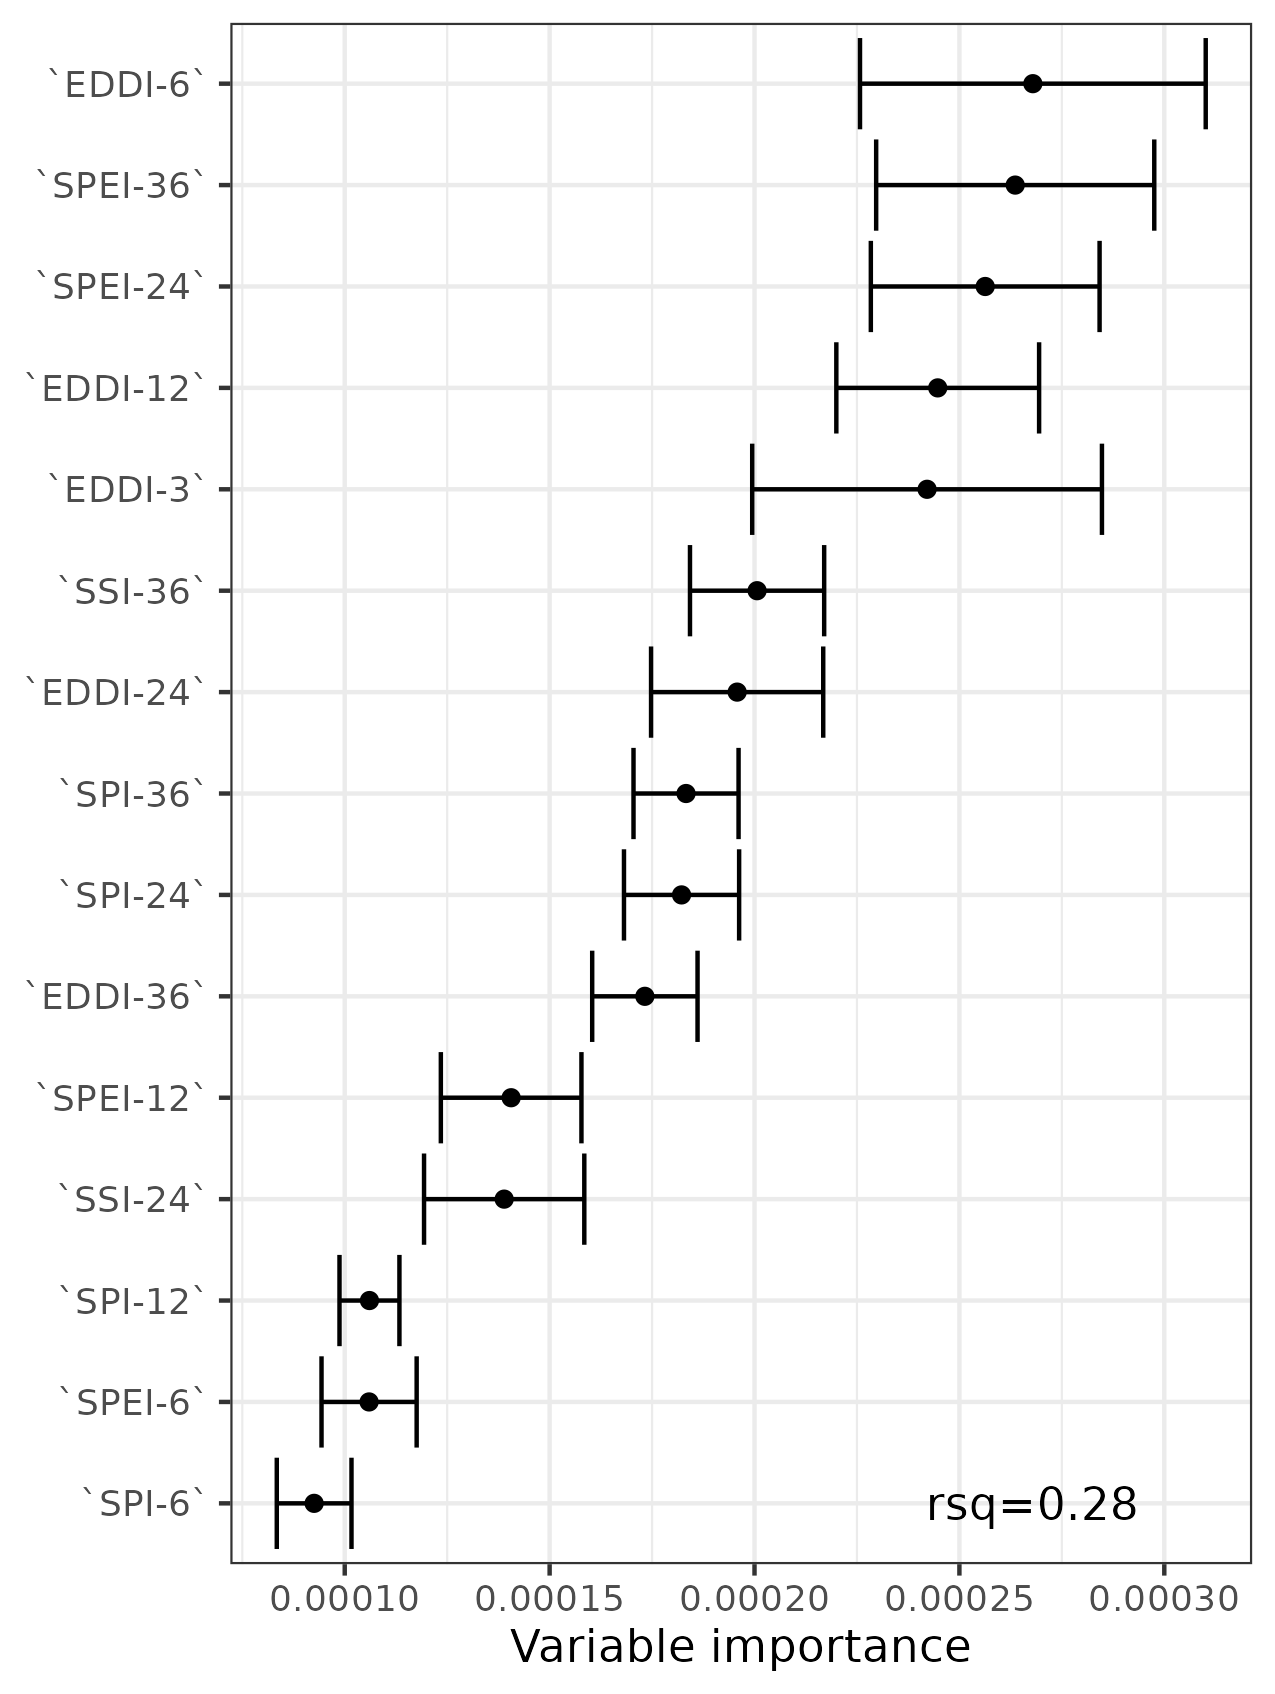 `EDDI-6`
`SPEI-36`
`SPEI-24`
`EDDI-12`
`EDDI-3`
`SSI-36`
`EDDI-24`
`SPI-36`
`SPI-24`
`EDDI-36`
`SPEI-12`
`SSI-24`
`SPI-12`
`SPEI-6`
`SPI-6`
rsq=0.28
0.00010 0.00015 0.00020 0.00025 0.00030
Variable importance